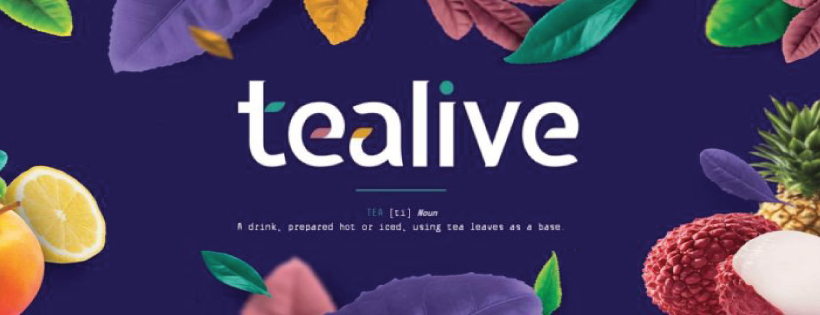 tealive
TEA [ti] Noun
A drink, prepared hot or iced, using tea leaves as a base.